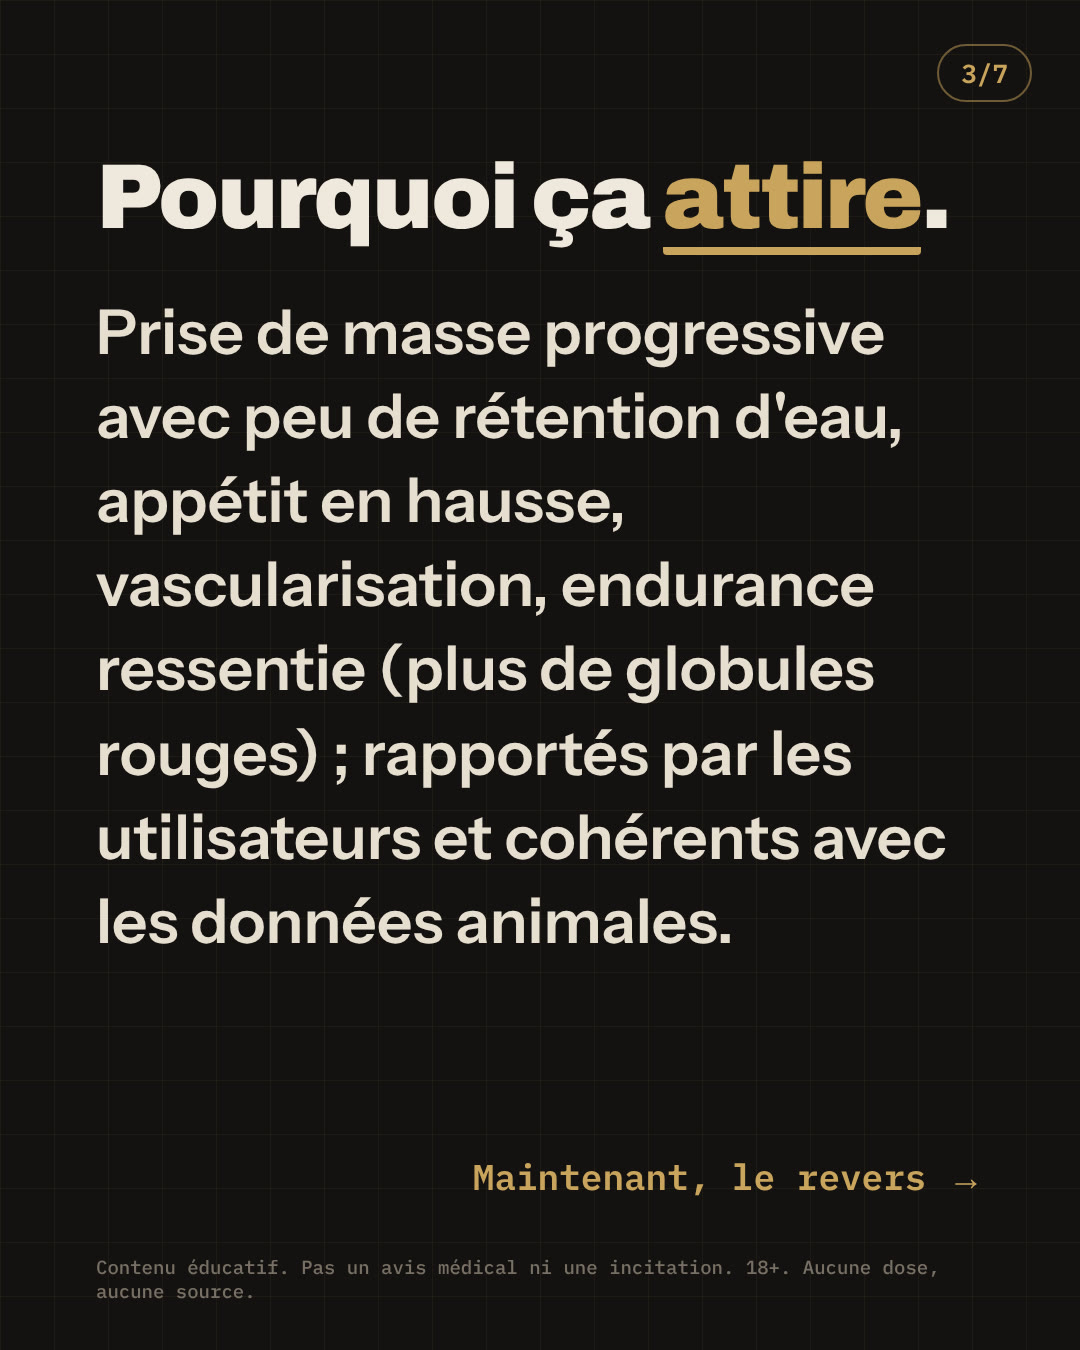 3/7
Pourquoi ça attire.
Prise de masse progressive
avec peu de rétention d'eau,
appétit en hausse,
vascularisation, endurance
ressentie (plus de globules
rouges) ; rapportés par les
utilisateurs et cohérents avec
les données animales.
Maintenant, le revers →
Contenu éducatif. Pas un avis médical ni une incitation. 18+. Aucune dose,
aucune source.